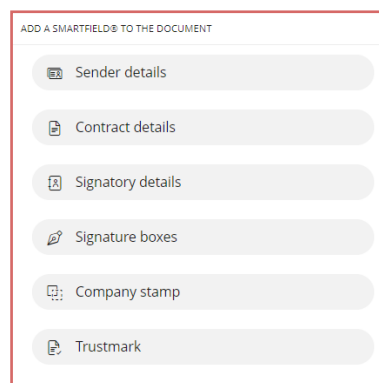 ADD A SMARTFIELD® TO THE DOCUMENT
Sender details
Contract details
Signatory details
Signature boxes
Company stamp
Trustmark